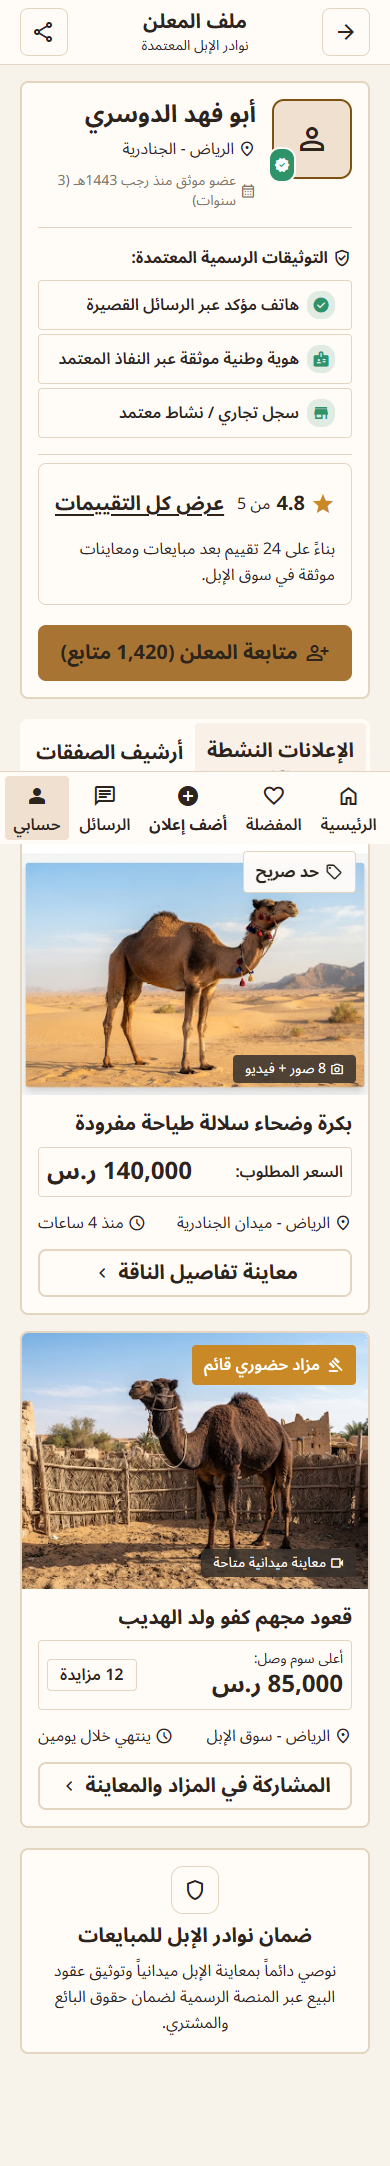 ملف المعلن
نوادر الإبل المعتمدة
أبو فهد الدوسري
الرياض - الجنادرية
عضو موثق منذ رجب 1443هـ (3
سنوات)
التوثيقات الرسمية المعتمدة:
هاتف مؤكد عبر الرسائل القصيرة
هوية وطنية موثقة عبر النفاذ المعتمد
سجل تجاري / نشاط معتمد
4.8 من 5 عرض كل التقييمات
بناءً على 24 تقييم بعد مبايعات ومعاينات
موثقة في سوق الإبل.
متابعة المعلن (1,420 متابع)
الإعلانات النشطة
أرشيف الصفقات
الرئيسية
المفضلة
أضف إعلان
الرسائل
حسابي
حد صريح
8 صور + فيديو
بكرة وضحاء سلالة طياحة مفرودة
السعر المطلوب: 140,000 ر.س
الرياض - ميدان الجنادرية
منذ 4 ساعات
معاينة تفاصيل الناقة
مزاد حضوري قائم
معاينة ميدانية متاحة
قعود مجهم كفو ولد الهديب
أعلى سوم وصل:
85,000 ر.س
12 مزايدة
الرياض - سوق الإبل
ينتهي خلال يومين
المشاركة في المزاد والمعاينة
ضمان نوادر الإبل للمبايعات
نوصي دائماً بمعاينة الإبل ميدانياً وتوثيق عقود
البيع عبر المنصة الرسمية لضمان حقوق البائع
والمشتري.